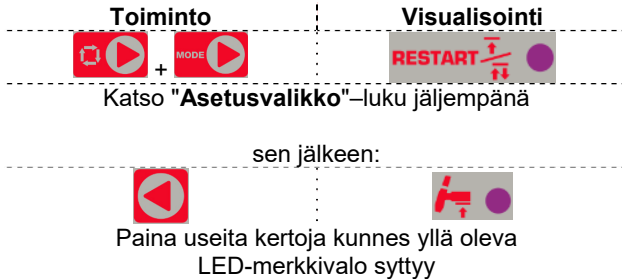 Toiminto Visualisointi
+ MODE RESTART
Katso "Asetusvalikko"–luku jäljempänä
sen jälkeen:
Paina useita kertoja kunnes yllä oleva
LED-merkkivalo syttyy